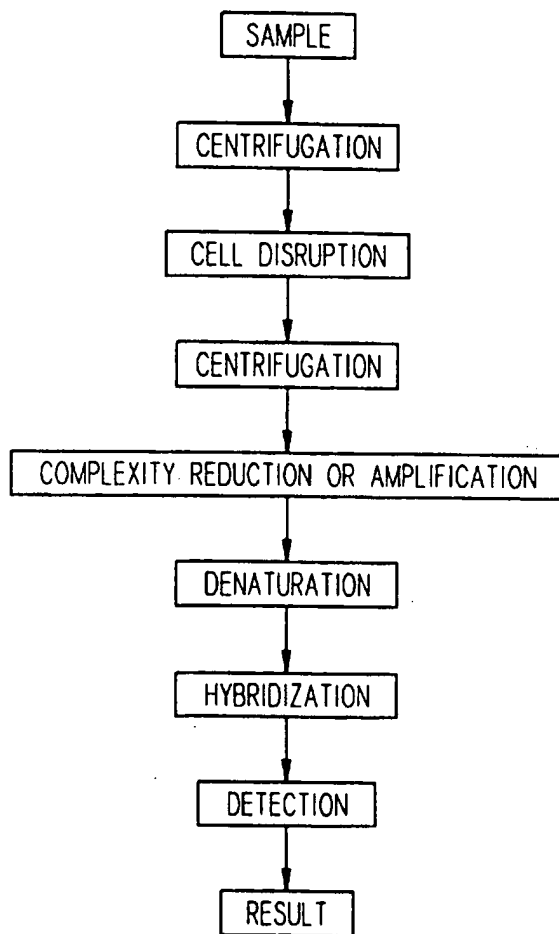 SAMPLE
CENTRIFUGATION
CELL DISRUPTION
CENTRIFUGATION
COMPLEXITY REDUCTION OR AMPLIFICATION
DENATURATION
HYBRIDIZATION
DETECTION
RESULT